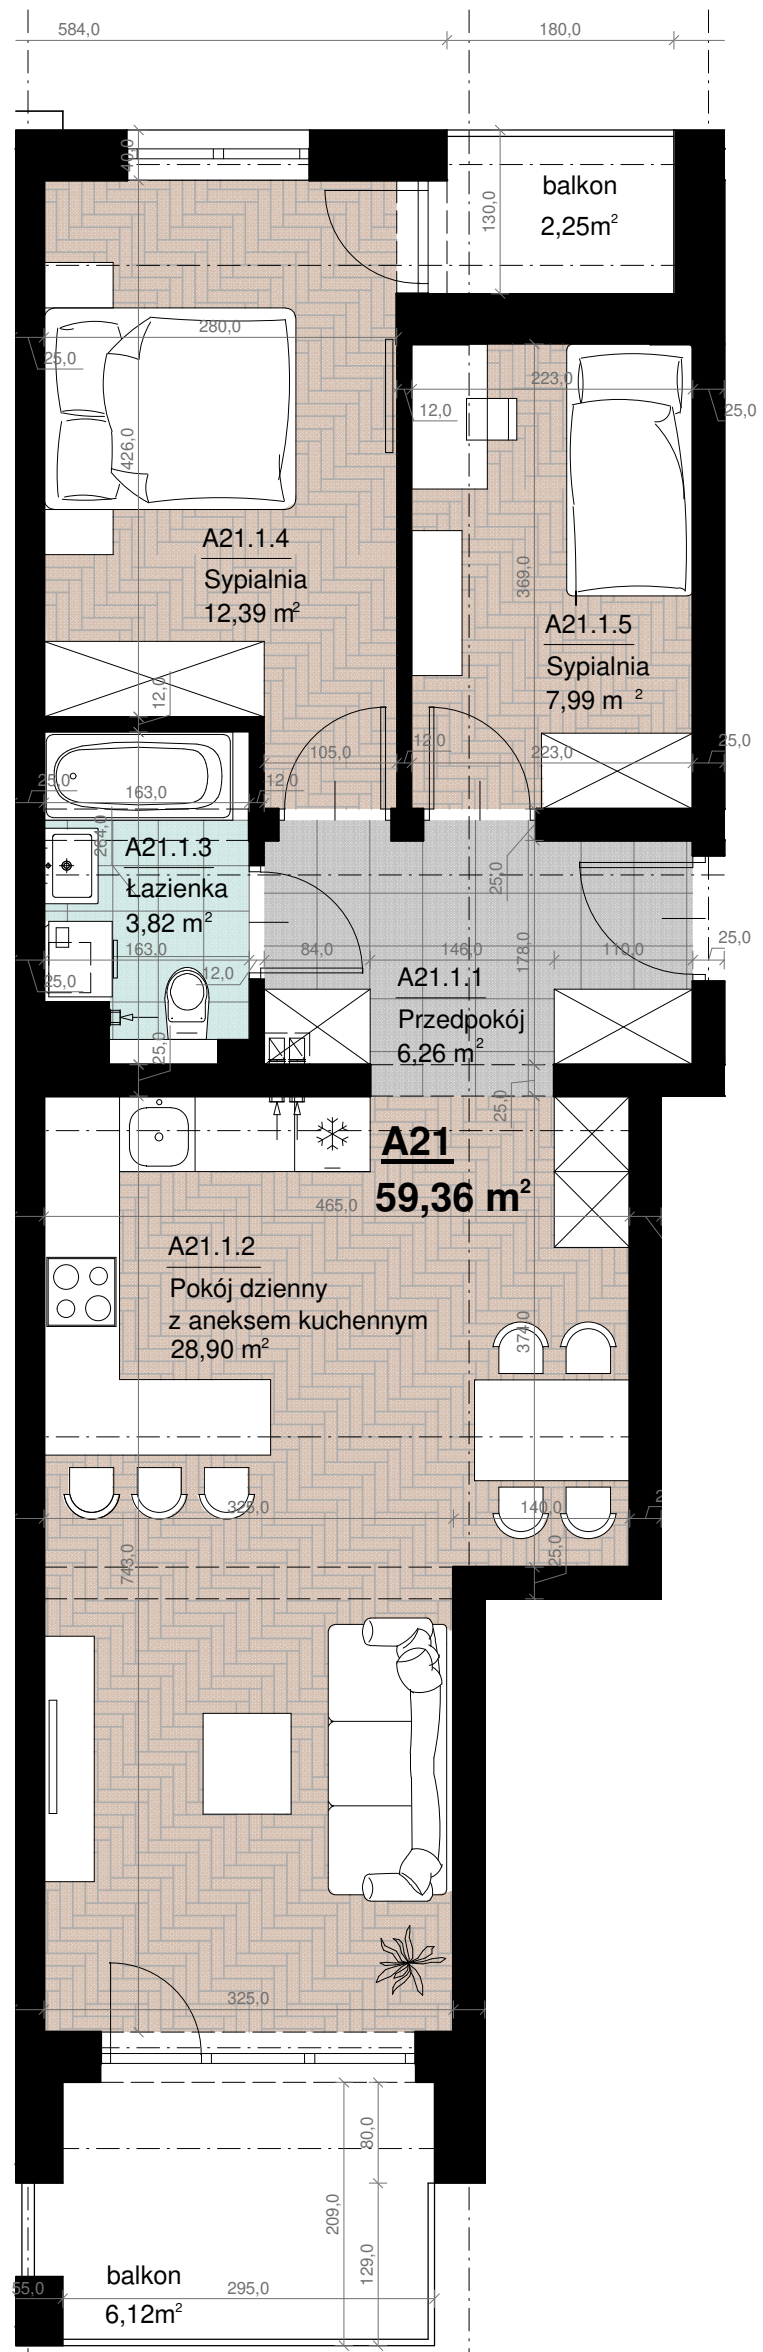 584,0
180,0
40,0
balkon
2,25m²
130,0
280,0
25,0
426,0
223,0
12,0
25,0
A21.1.4
Sypialnia
12,39 m²
369,0
A21.1.5
Sypialnia
7,99 m ²
12,0
105,0
12,0
223,0
25,0
25,0
163,0
12,0
264,0
A21.1.3
Łazienka
3,82 m²
25,0
163,0
84,0
146,0
178,0
110,0
25,0
25,0
12,0
A21.1.1
Przedpokój
6,26 m²
25,0
25,0
A21
59,36 m²
465,0
A21.1.2
Pokój dzienny
z aneksem kuchennym
28,90 m²
374,0
325,0
140,0
25,0
743,0
325,0
80,0
209,0
129,0
balkon
6,12m²
55,0
295,0